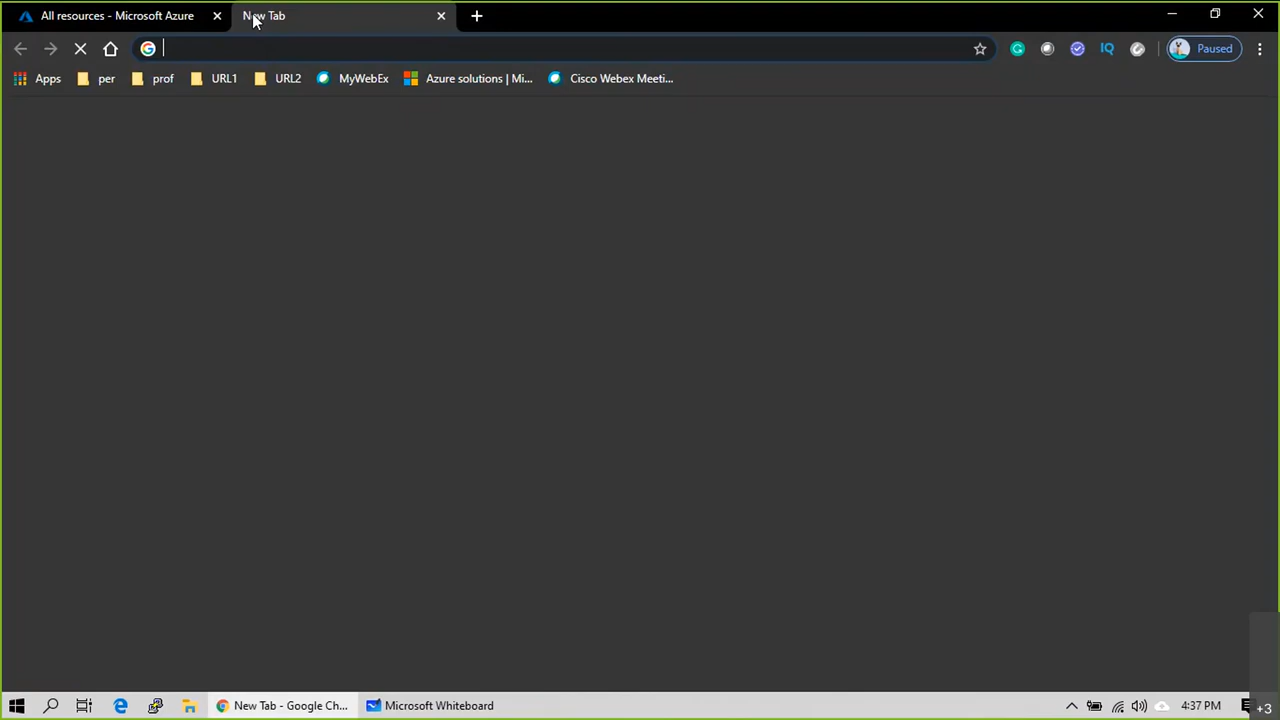 All resources - Microsoft Azure
New Tab
Paused
Apps
per
prof
URL1
URL2
MyWebEx
Azure solutions | Mi...
Cisco Webex Meeti...
IQ
New Tab - Google Ch...
Microsoft Whiteboard
4:37 PM
+3